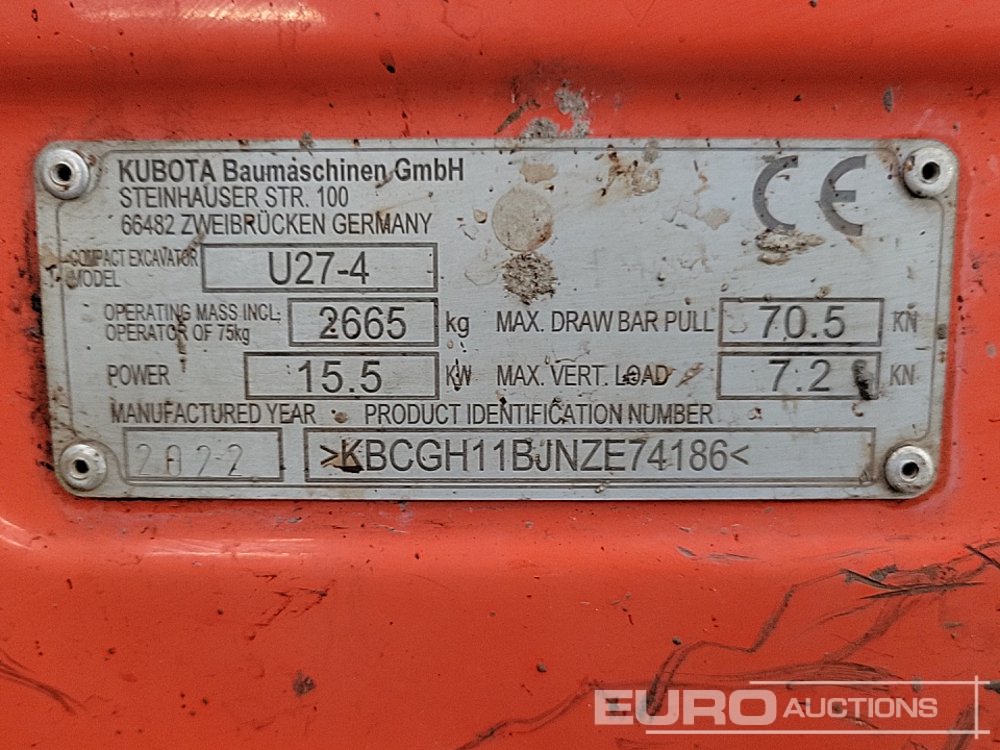 KUBOTA Baumaschinen GmbH
STEINHAUSER STR. 100
66482 ZWEIBRÜCKEN GERMANY
CE
COMPACT EXCAVATOR
MODEL
U27-4
OPERATING MASS INCL.
OPERATOR OF 75kg
2665 kg
MAX. DRAW BAR PULL 70.5 KN
POWER 15.5 KW
MAX. VERT. LOAD 7.2 KN
MANUFACTURED YEAR
PRODUCT IDENTIFICATION NUMBER
2022
>KBCGH11BJNZE74186<
EURO AUCTIONS